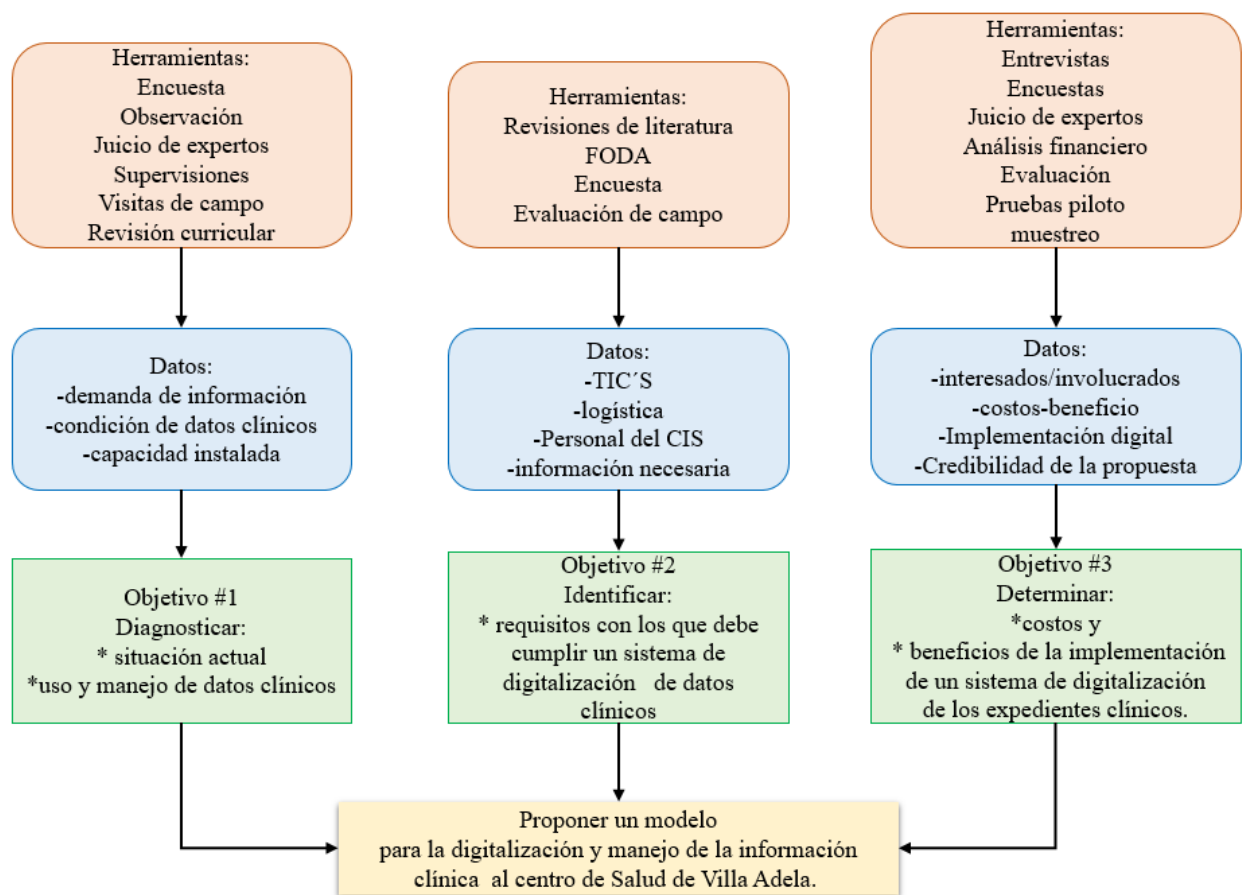 Herramientas:
Encuesta
Observación
Juicio de expertos
Supervisiones
Visitas de campo
Revisión curricular
Datos:
-demanda de información
-condición de datos clínicos
-capacidad instalada
Objetivo #1
Diagnosticar:
* situación actual
*uso y manejo de datos clínicos
Herramientas:
Revisiones de literatura
FODA
Encuesta
Evaluación de campo
Datos:
-TIC´S
-logística
-Personal del CIS
-información necesaria
Objetivo #2
Identificar:
* requisitos con los que debe
cumplir un sistema de
digitalización de datos
clínicos
Herramientas:
Entrevistas
Encuestas
Juicio de expertos
Análisis financiero
Evaluación
Pruebas piloto
muestreo
Datos:
-interesados/involucrados
-costos-beneficio
-Implementación digital
-Credibilidad de la propuesta
Objetivo #3
Determinar:
*costos y
* beneficios de la implementación
de un sistema de digitalización
de los expedientes clínicos.
Proponer un modelo
para la digitalización y manejo de la información
clínica al centro de Salud de Villa Adela.